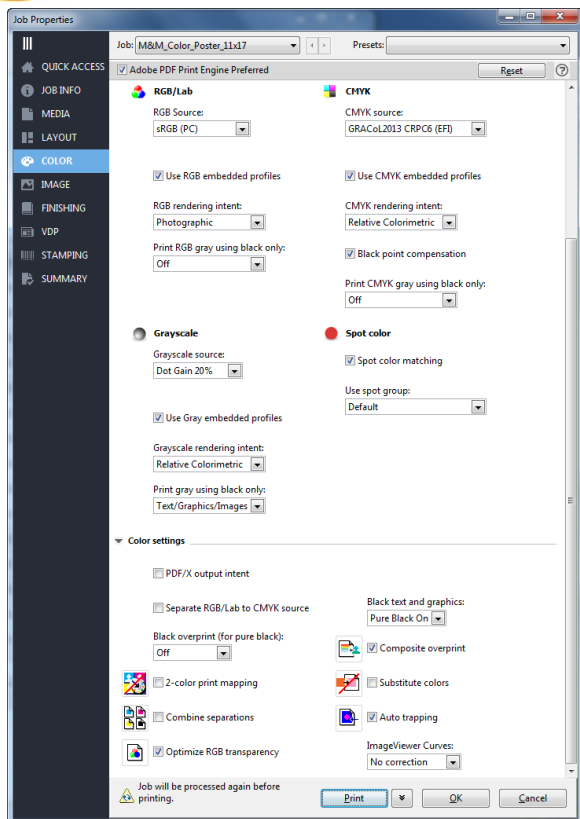 Job Properties
Job: M&M_Color_Poster_11x17
Presets:
QUICK ACCESS
JOB INFO
MEDIA
LAYOUT
COLOR
IMAGE
FINISHING
VDP
STAMPING
SUMMARY
Adobe PDF Print Engine Preferred
Reset
RGB/Lab
RGB Source:
sRGB (PC)
Use RGB embedded profiles
RGB rendering intent:
Photographic
Print RGB gray using black only:
Off
CMYK
CMYK source:
GRACoL2013 CRPC6 (EFI)
Use CMYK embedded profiles
CMYK rendering intent:
Relative Colorimetric
Black point compensation
Print CMYK gray using black only:
Off
Grayscale
Grayscale source:
Dot Gain 20%
Use Gray embedded profiles
Grayscale rendering intent:
Relative Colorimetric
Print gray using black only:
Text/Graphics/Images
Spot color
Spot color matching
Use spot group:
Default
Color settings
PDF/X output intent
Separate RGB/Lab to CMYK source
Black overprint (for pure black):
Off
2-color print mapping
Combine separations
Optimize RGB transparency
Black text and graphics:
Pure Black On
Composite overprint
Substitute colors
Auto trapping
ImageViewer Curves:
No correction
Job will be processed again before
printing.
Print
OK
Cancel